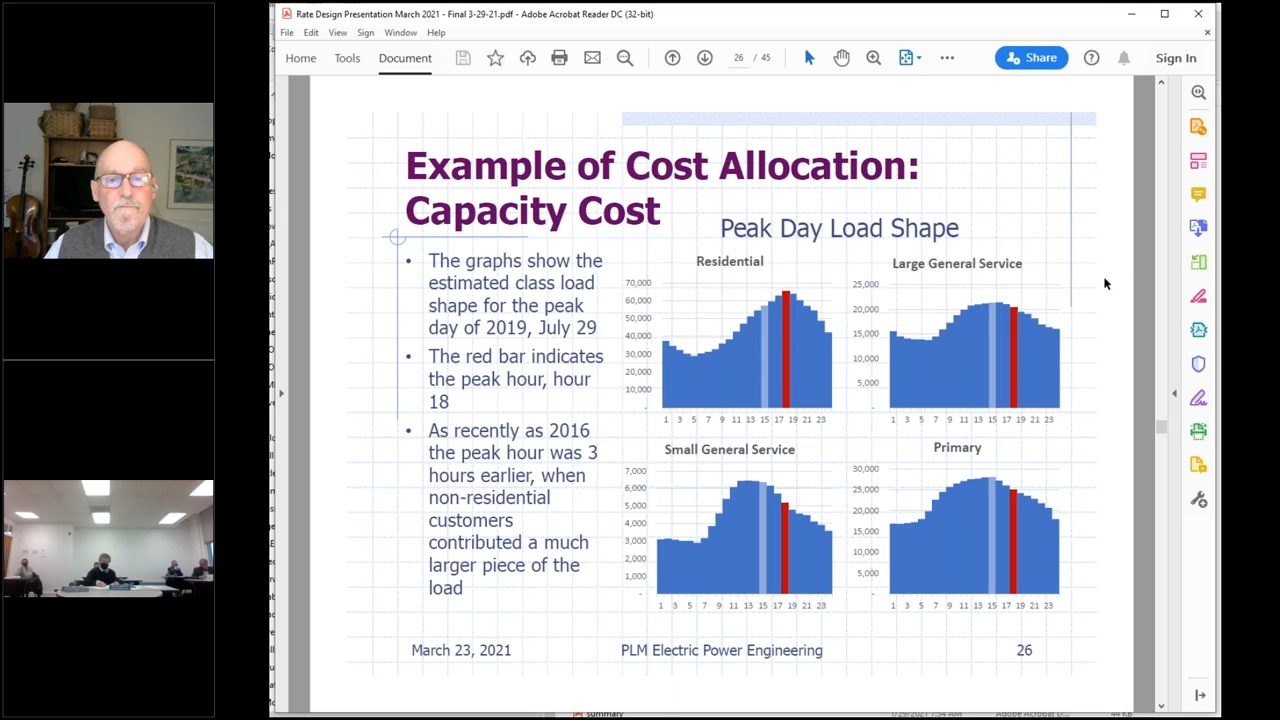 Rate Design Presentation March 2021 - Final 3-29-21.pdf - Adobe Acrobat Reader DC (32-bit)
File Edit View Sign Window Help
Home Tools Document 26 / 45 Share Sign In
Example of Cost Allocation:
Capacity Cost
Peak Day Load Shape
• The graphs show the
estimated class load
shape for the peak
day of 2019, July 29
• The red bar indicates
the peak hour, hour
18
• As recently as 2016
the peak hour was 3
hours earlier, when
non-residential
customers
contributed a much
larger piece of the
load
Residential
70,000
60,000
50,000
40,000
30,000
20,000
10,000
-
1 3 5 7 9 11 13 15 17 19 21 23
Large General Service
25,000
20,000
15,000
10,000
5,000
-
1 3 5 7 9 11 13 15 17 19 21 23
Small General Service
7,000
6,000
5,000
4,000
3,000
2,000
1,000
-
1 3 5 7 9 11 13 15 17 19 21 23
Primary
30,000
25,000
20,000
15,000
10,000
5,000
-
1 3 5 7 9 11 13 15 17 19 21 23
March 23, 2021 PLM Electric Power Engineering 26
summary